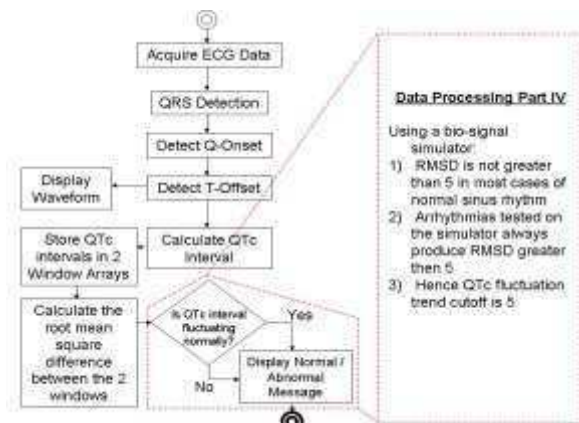 Acquire ECG Data
QRS Detection
Detect Q-Onset
Display
Waveform
Detect T-Offset
Store QTc
intervals in 2
Window Arrays
Calculate QTc
Interval
Calculate the
root mean
square
difference
between the 2
windows
Is QTc interval
fluctuating
normally?
Yes
No
Display Normal /
Abnormal
Message
Data Processing Part IV
Using a bio-signal
simulator:
1) RMSD is not greater
than 5 in most cases of
normal sinus rhythm
2) Arrhythmias tested on
the simulator always
produce RMSD greater
then 5
3) Hence QTc fluctuation
trend cutoff is 5